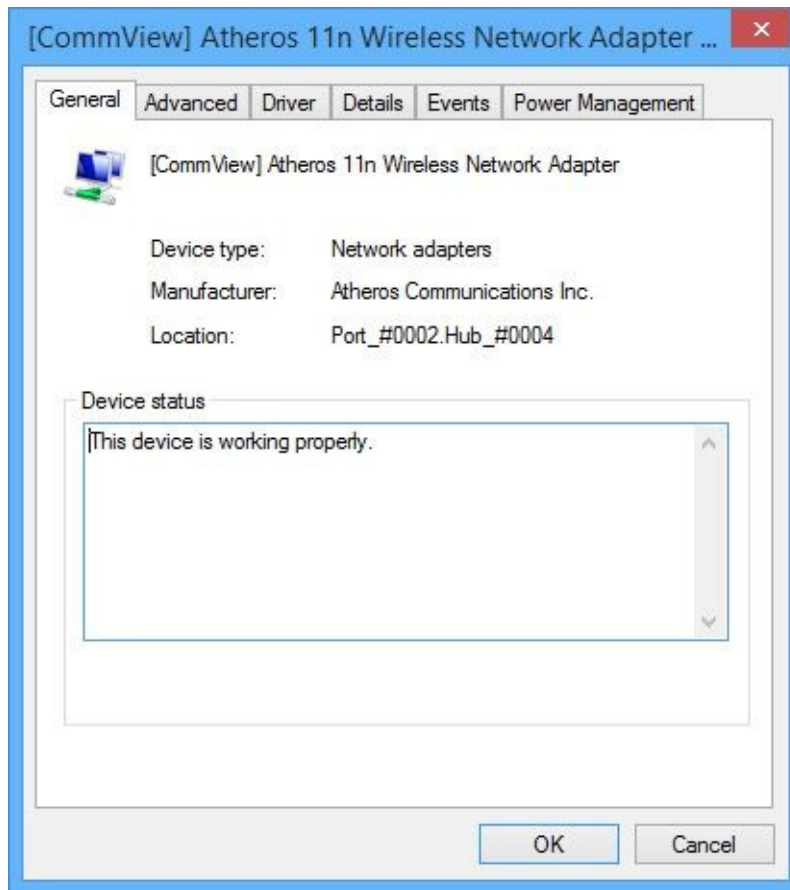 [CommView] Atheros 11n Wireless Network Adapter ...
General Advanced Driver Details Events Power Management
[CommView] Atheros 11n Wireless Network Adapter
Device type: Network adapters
Manufacturer: Atheros Communications Inc.
Location: Port_#0002.Hub_#0004
Device status
This device is working properly.
OK Cancel